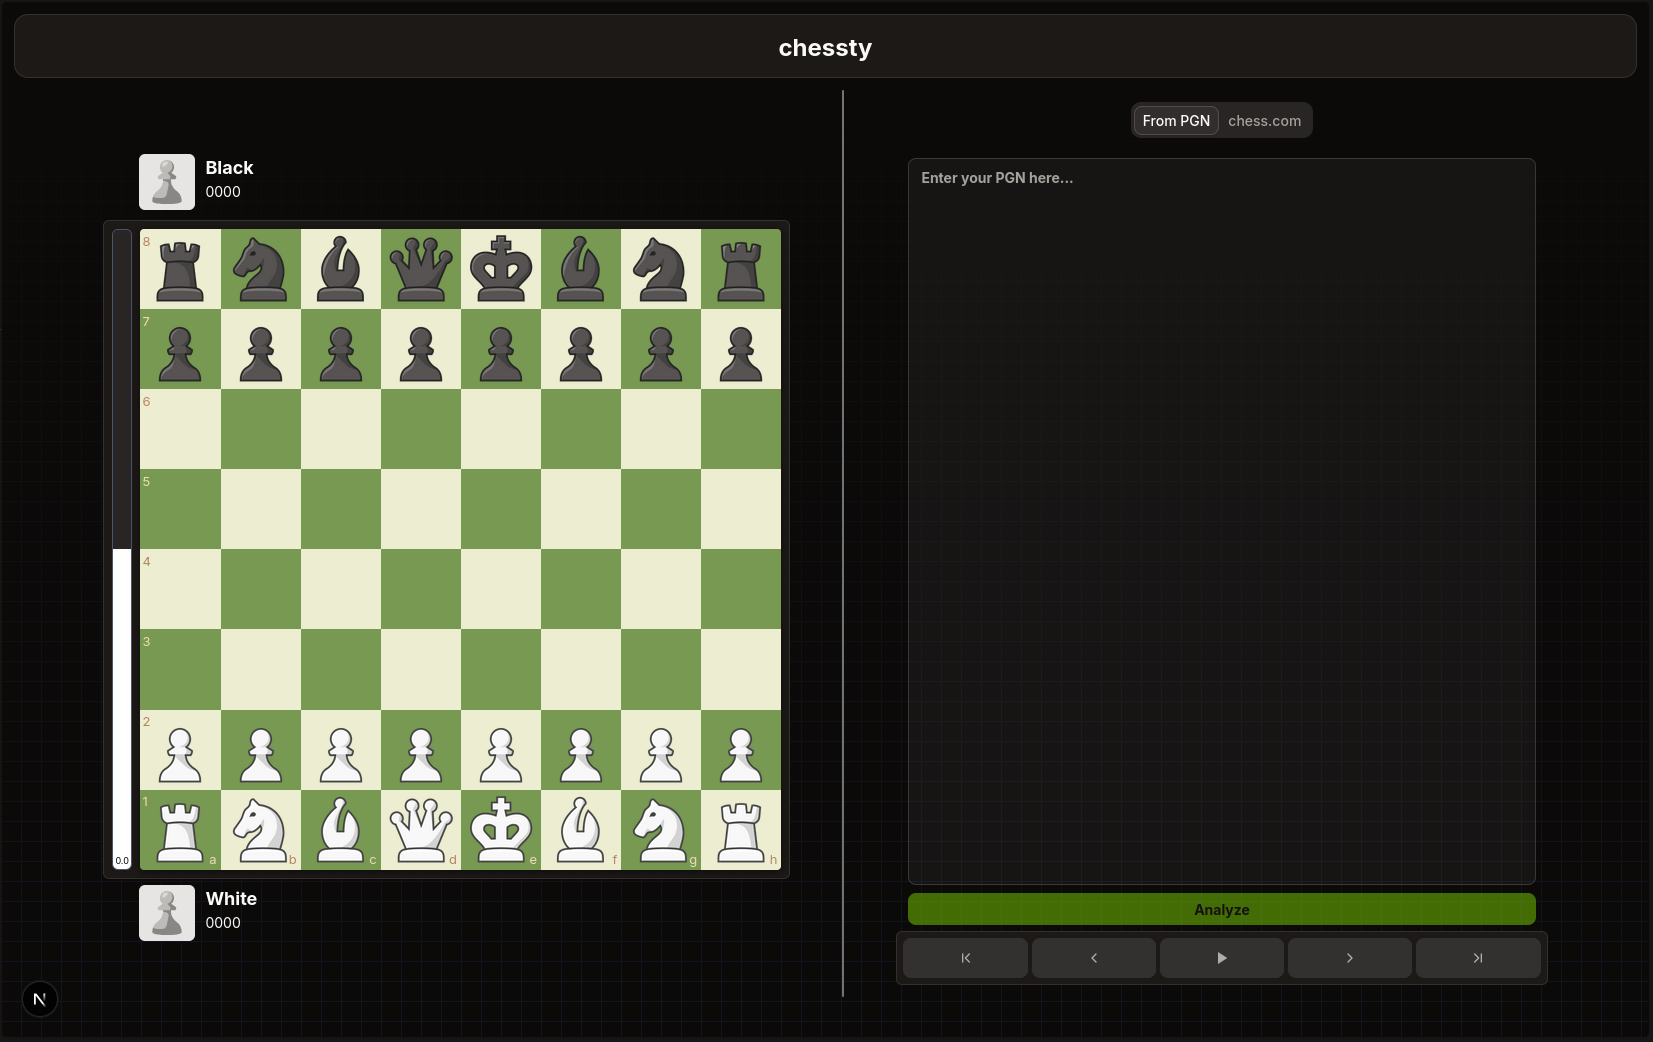 chessty
Black
0000
8
7
6
5
4
3
2
1
a b c d e f g h
0.0
White
0000
N
From PGN chess.com
Enter your PGN here...
Analyze